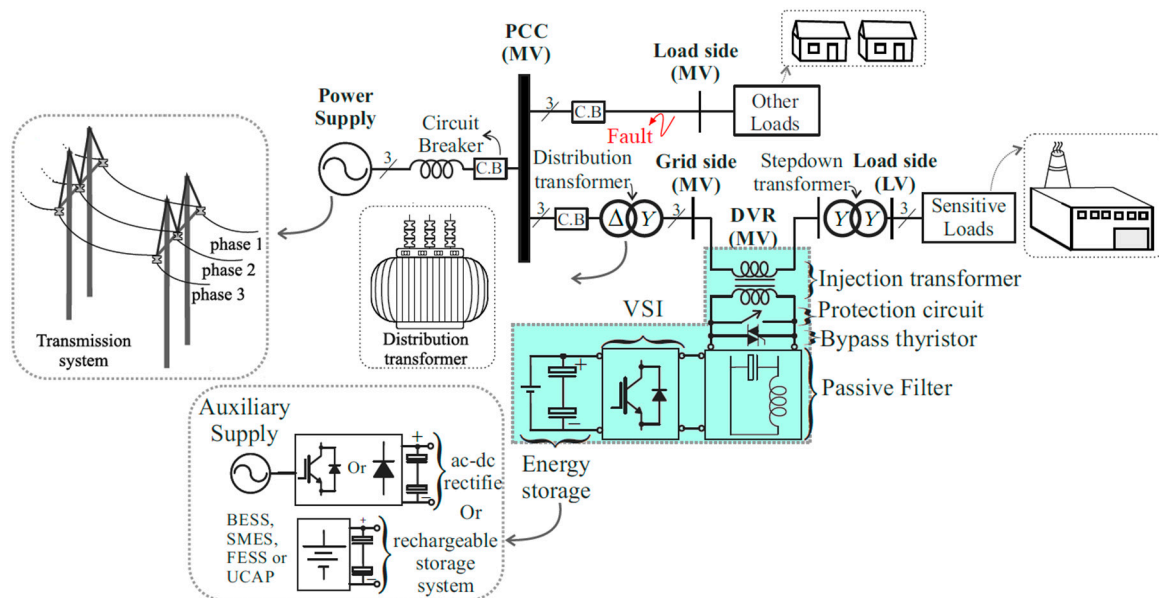 PCC
(MV)
Load side
(MV)
Other
Loads
Power
Supply
Circuit
Breaker
C.B
3
3
C.B
Fault
Distribution
transformer
Grid side
(MV)
Stepdown
transformer
Load side
(LV)
Sensitive
Loads
3
C.B
Δ
Y
3
DVR
(MV)
Y
Y
3
phase 1
phase 2
phase 3
Transmission
system
Distribution
transformer
Injection transformer
Protection circuit
Bypass thyristor
Passive Filter
VSI
+
−
Energy
storage
Auxiliary
Supply
Or
+
−
ac-dc
rectifie
Or
BESS,
SMES,
FESS or
UCAP
+
−
rechargeable
storage
system